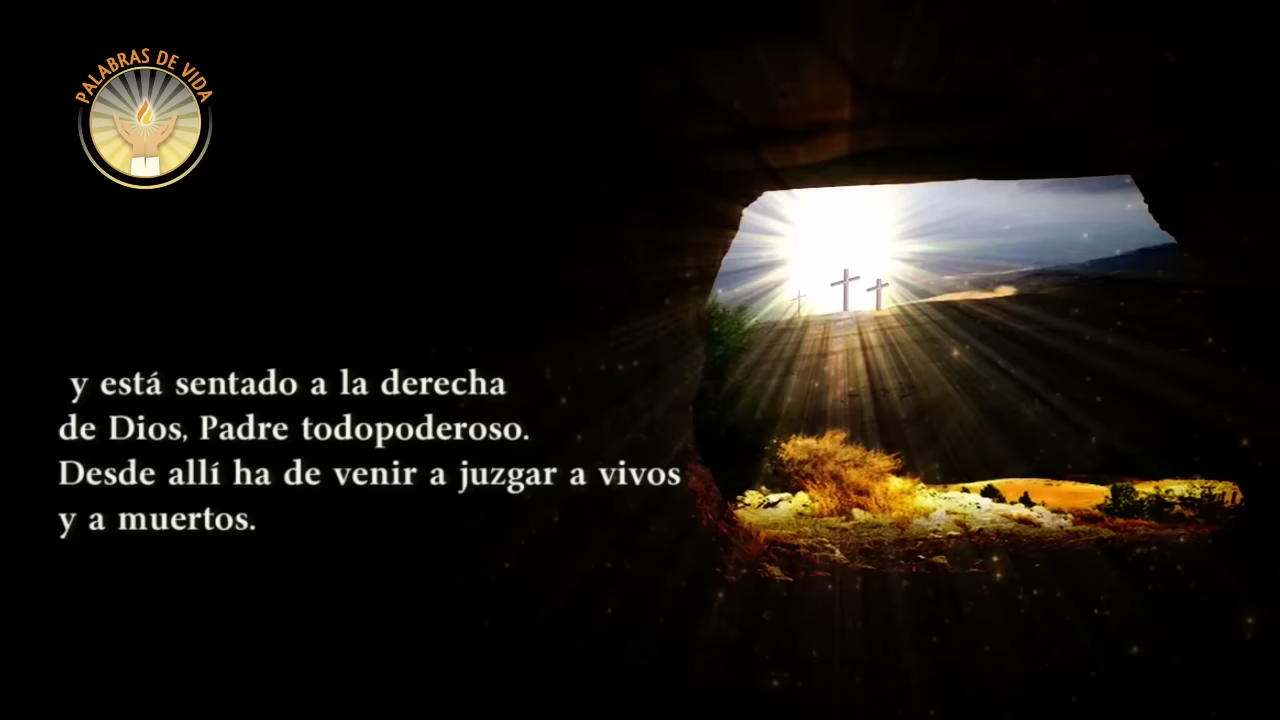 PALABRAS DE VIDA
y está sentado a la derecha
de Dios, Padre todopoderoso.
Desde allí ha de venir a juzgar a vivos
y a muertos.